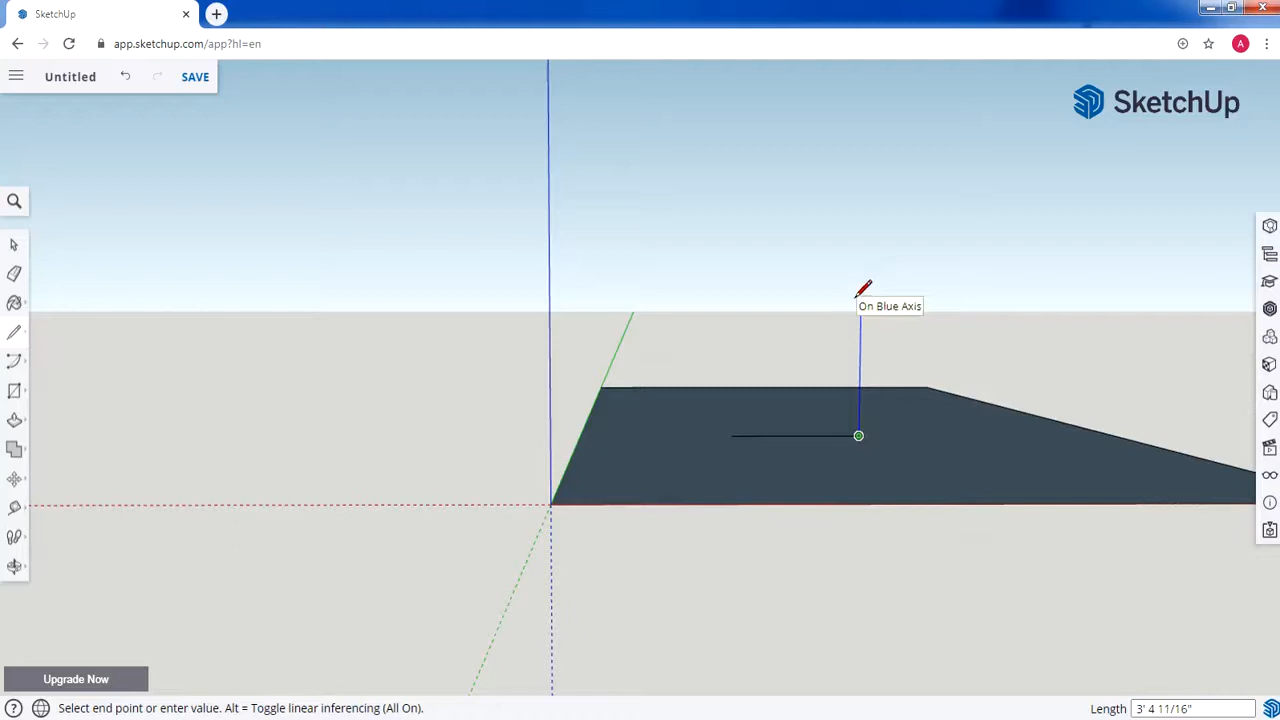 SketchUp
app.sketchup.com/app?hl=en
A
Untitled
SAVE
SketchUp
On Blue Axis
Upgrade Now
Select end point or enter value. Alt = Toggle linear inferencing (All On).
Length 3' 4 11/16"